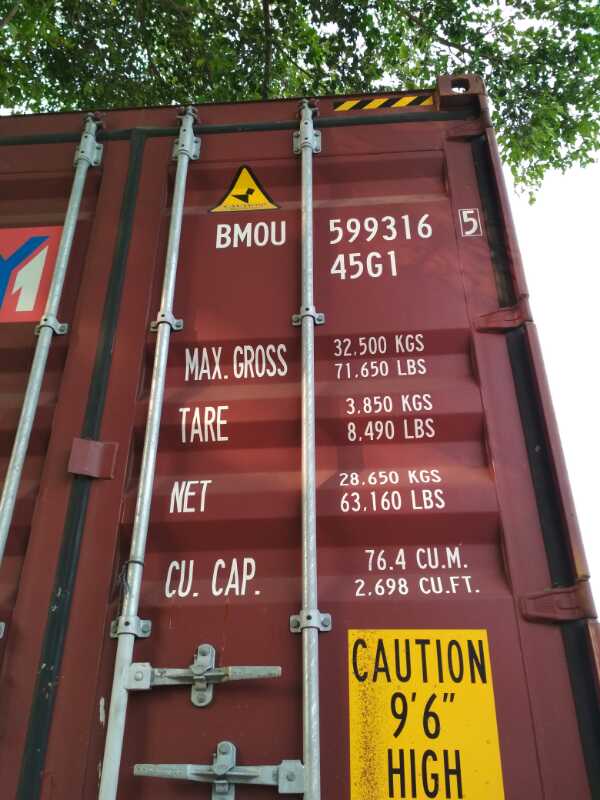 CAUTION
BMOU 599316 5
45G1
Y1
MAX. GROSS 32.500 KGS
71.650 LBS
TARE 3.850 KGS
8.490 LBS
NET 28.650 KGS
63.160 LBS
CU. CAP. 76.4 CU.M.
2.698 CU.FT.
CAUTION
9'6"
HIGH